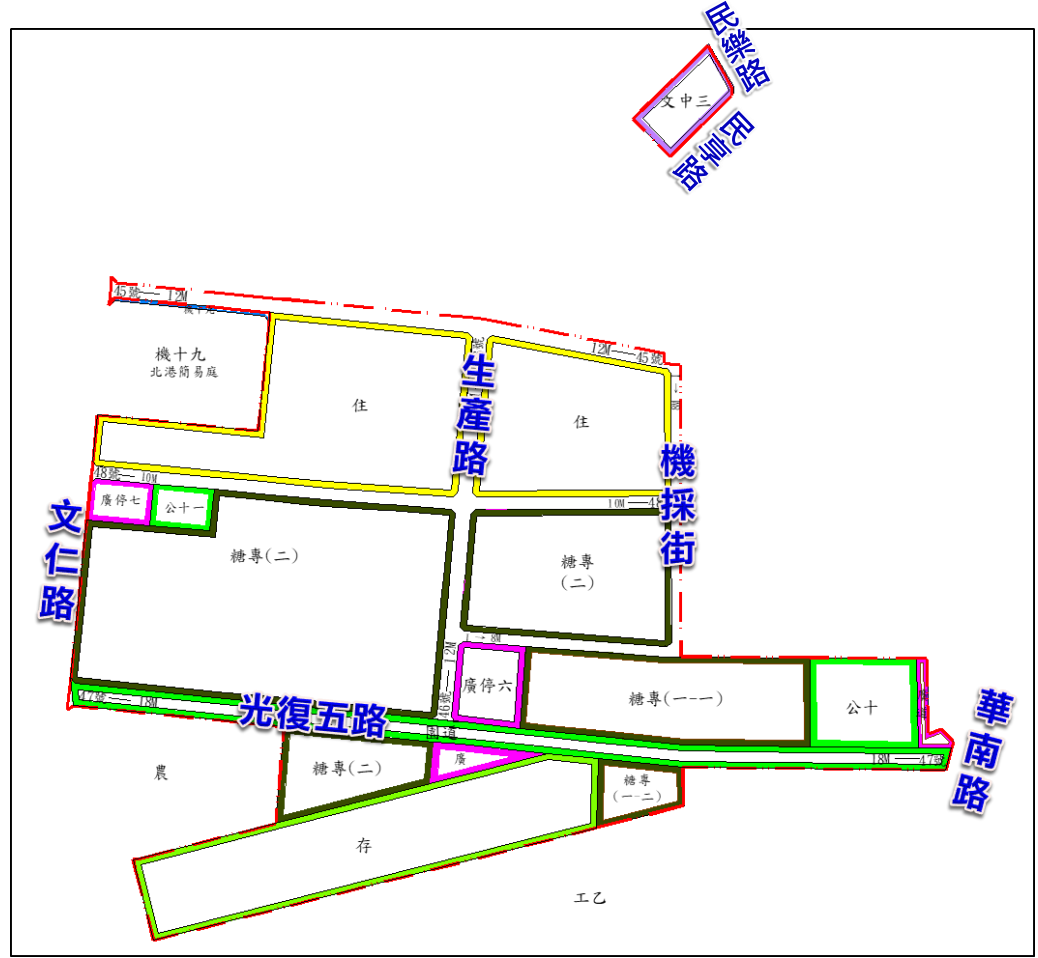 民樂路
文中三
民享路
45號── 12M
機十九
北港簡易庭
12M──45號
住
生產路
住
機採街
48號── 10M
廣停七
公十一
10M──48
文仁路
糖專(二)
糖專
(二)
8M
46號── 12M
廣停六
糖專(一-一)
公十
47號── 18M
光復五路
園道
華南路
18M──47號
農
糖專(二)
廣
糖專
(一-二)
存
工乙